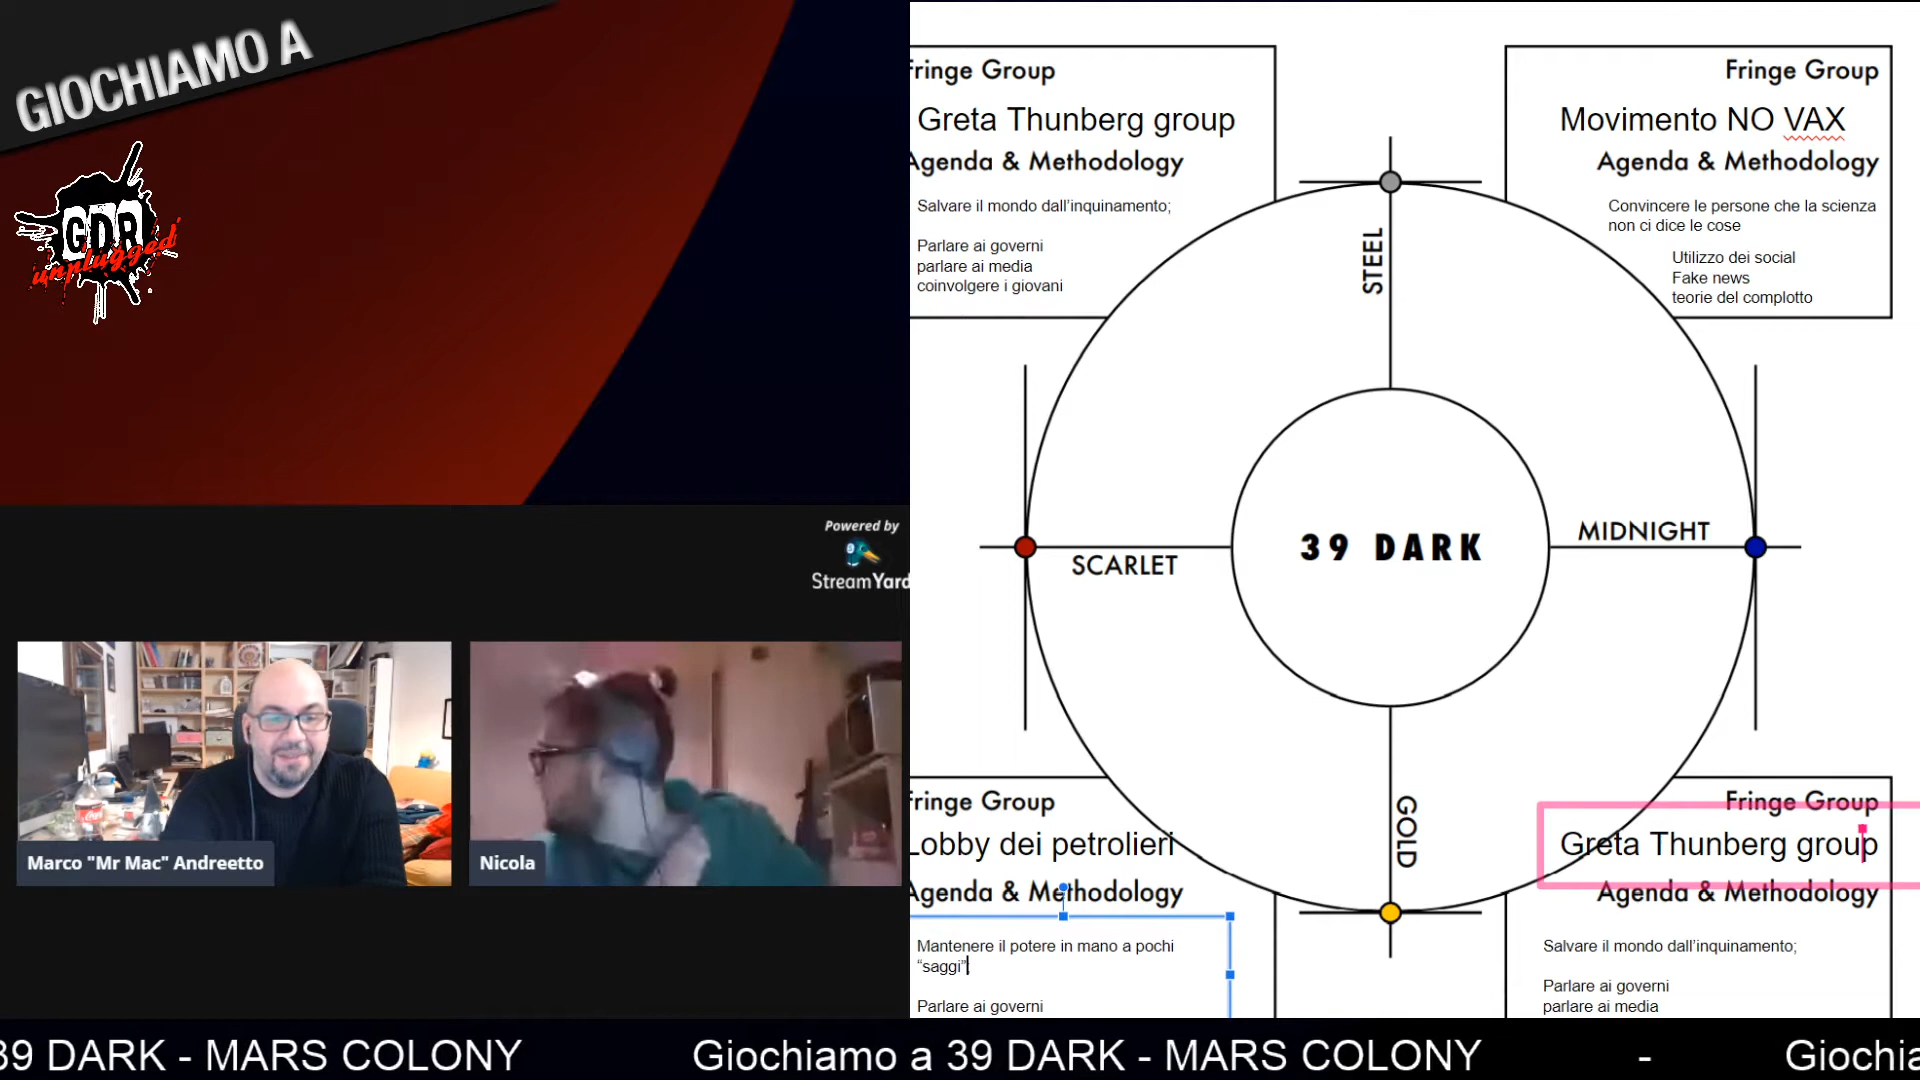 GIOCHIAMO A
GDR
unplugged
Powered by
StreamYard
Marco "Mr Mac" Andreetto
Nicola
Fringe Group
Greta Thunberg group
Agenda & Methodology
Salvare il mondo dall'inquinamento;
Parlare ai governi
parlare ai media
coinvolgere i giovani
Fringe Group
Movimento NO VAX
Agenda & Methodology
Convincere le persone che la scienza
non ci dice le cose
Utilizzo dei social
Fake news
teorie del complotto
STEEL
SCARLET
39 DARK
MIDNIGHT
GOLD
Fringe Group
Lobby dei petrolieri
Agenda & Methodology
Mantenere il potere in mano a pochi
“saggi”;
Parlare ai governi
Fringe Group
Greta Thunberg group
Agenda & Methodology
Salvare il mondo dall'inquinamento;
Parlare ai governi
parlare ai media
39 DARK - MARS COLONY Giochiamo a 39 DARK - MARS COLONY - Giochia